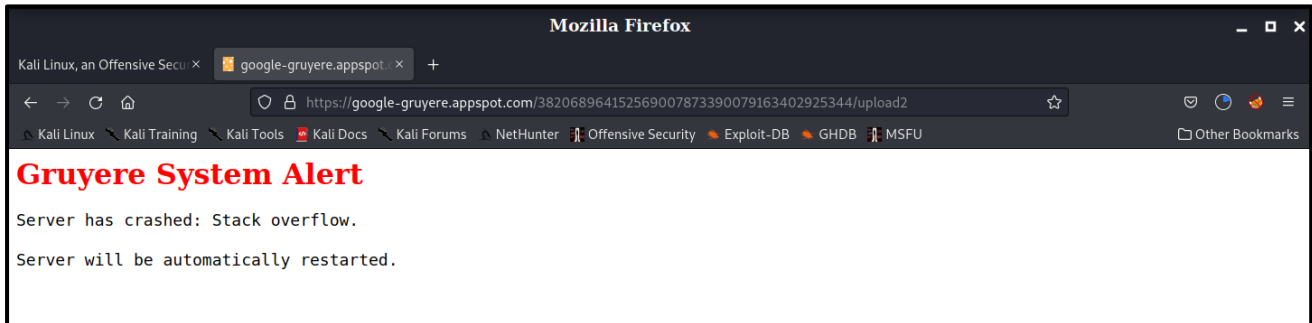 Mozilla Firefox
Kali Linux, an Offensive Secur
google-gruyere.appspot.c
https://google-gruyere.appspot.com/382068964152569007873390079163402925344/upload2
Kali Linux Kali Training Kali Tools Kali Docs Kali Forums NetHunter Offensive Security Exploit-DB GHDB MSFU Other Bookmarks
Gruyere System Alert
Server has crashed: Stack overflow.
Server will be automatically restarted.